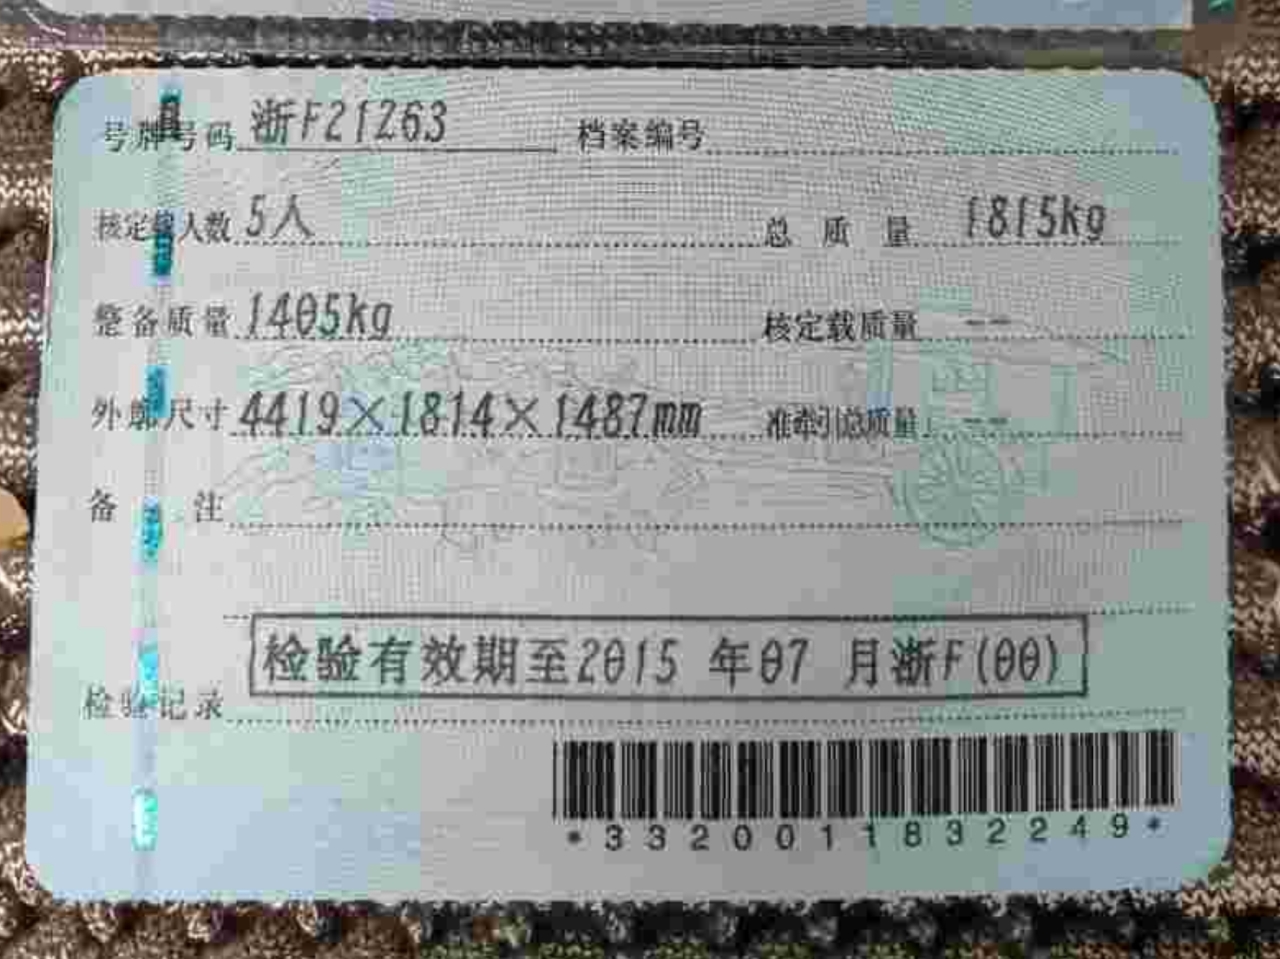 号牌号码 浙F21263 档案编号
核定载人数 5人 总质量 1815kg
整备质量 1405kg 核定载质量 --
外廓尺寸 4419×1814×1487mm 准牵引总质量 --
备注
检验有效期至2015 年07 月浙F(00)
检验记录
*3320011832249*